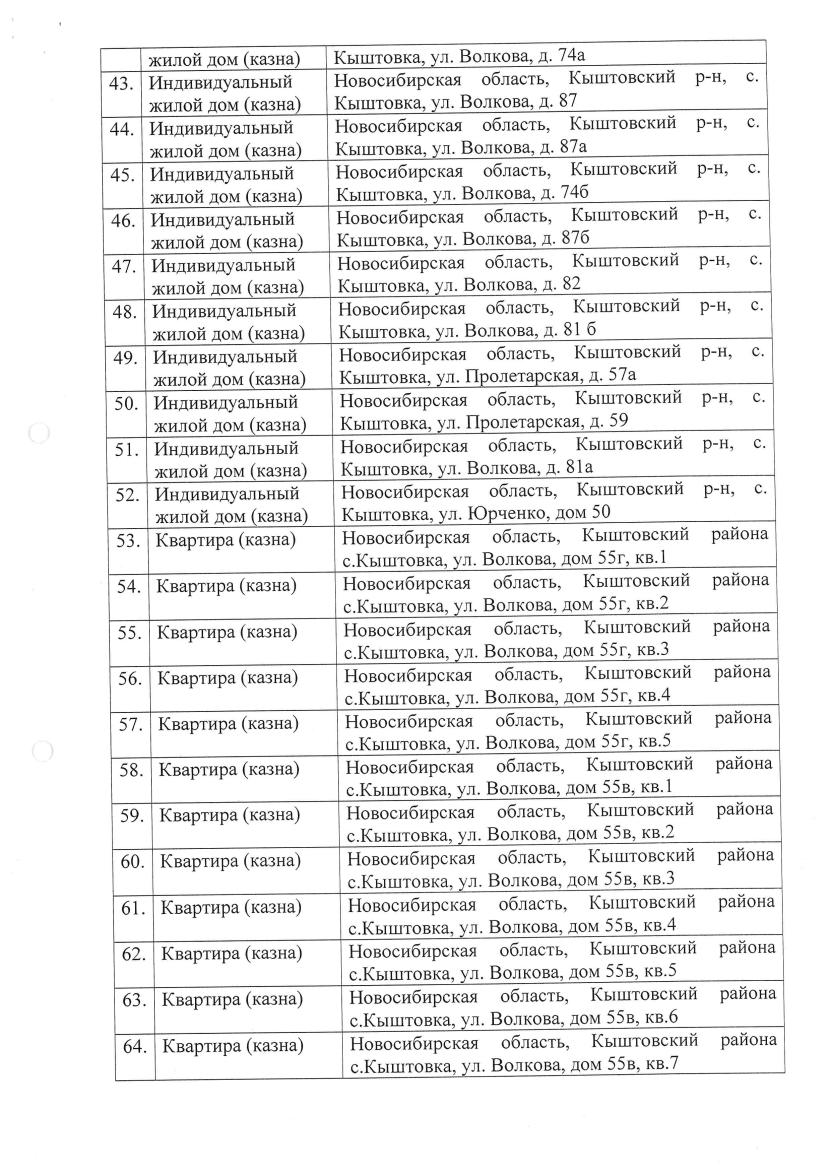 жилой дом (казна) Кыштовка, ул. Волкова, д. 74а
43. Индивидуальный Новосибирская область, Кыштовский р-н, с.
жилой дом (казна) Кыштовка, ул. Волкова, д. 87
44. Индивидуальный Новосибирская область, Кыштовский р-н, с.
жилой дом (казна) Кыштовка, ул. Волкова, д. 87а
45. Индивидуальный Новосибирская область, Кыштовский р-н, с.
жилой дом (казна) Кыштовка, ул. Волкова, д. 74б
46. Индивидуальный Новосибирская область, Кыштовский р-н, с.
жилой дом (казна) Кыштовка, ул. Волкова, д. 87б
47. Индивидуальный Новосибирская область, Кыштовский р-н, с.
жилой дом (казна) Кыштовка, ул. Волкова, д. 82
48. Индивидуальный Новосибирская область, Кыштовский р-н, с.
жилой дом (казна) Кыштовка, ул. Волкова, д. 81 б
49. Индивидуальный Новосибирская область, Кыштовский р-н, с.
жилой дом (казна) Кыштовка, ул. Пролетарская, д. 57а
50. Индивидуальный Новосибирская область, Кыштовский р-н, с.
жилой дом (казна) Кыштовка, ул. Пролетарская, д. 59
51. Индивидуальный Новосибирская область, Кыштовский р-н, с.
жилой дом (казна) Кыштовка, ул. Волкова, д. 81а
52. Индивидуальный Новосибирская область, Кыштовский р-н, с.
жилой дом (казна) Кыштовка, ул. Юрченко, дом 50
53. Квартира (казна) Новосибирская область, Кыштовский района
с.Кыштовка, ул. Волкова, дом 55г, кв.1
54. Квартира (казна) Новосибирская область, Кыштовский района
с.Кыштовка, ул. Волкова, дом 55г, кв.2
55. Квартира (казна) Новосибирская область, Кыштовский района
с.Кыштовка, ул. Волкова, дом 55г, кв.3
56. Квартира (казна) Новосибирская область, Кыштовский района
с.Кыштовка, ул. Волкова, дом 55г, кв.4
57. Квартира (казна) Новосибирская область, Кыштовский района
с.Кыштовка, ул. Волкова, дом 55г, кв.5
58. Квартира (казна) Новосибирская область, Кыштовский района
с.Кыштовка, ул. Волкова, дом 55в, кв.1
59. Квартира (казна) Новосибирская область, Кыштовский района
с.Кыштовка, ул. Волкова, дом 55в, кв.2
60. Квартира (казна) Новосибирская область, Кыштовский района
с.Кыштовка, ул. Волкова, дом 55в, кв.3
61. Квартира (казна) Новосибирская область, Кыштовский района
с.Кыштовка, ул. Волкова, дом 55в, кв.4
62. Квартира (казна) Новосибирская область, Кыштовский района
с.Кыштовка, ул. Волкова, дом 55в, кв.5
63. Квартира (казна) Новосибирская область, Кыштовский района
с.Кыштовка, ул. Волкова, дом 55в, кв.6
64. Квартира (казна) Новосибирская область, Кыштовский района
с.Кыштовка, ул. Волкова, дом 55в, кв.7